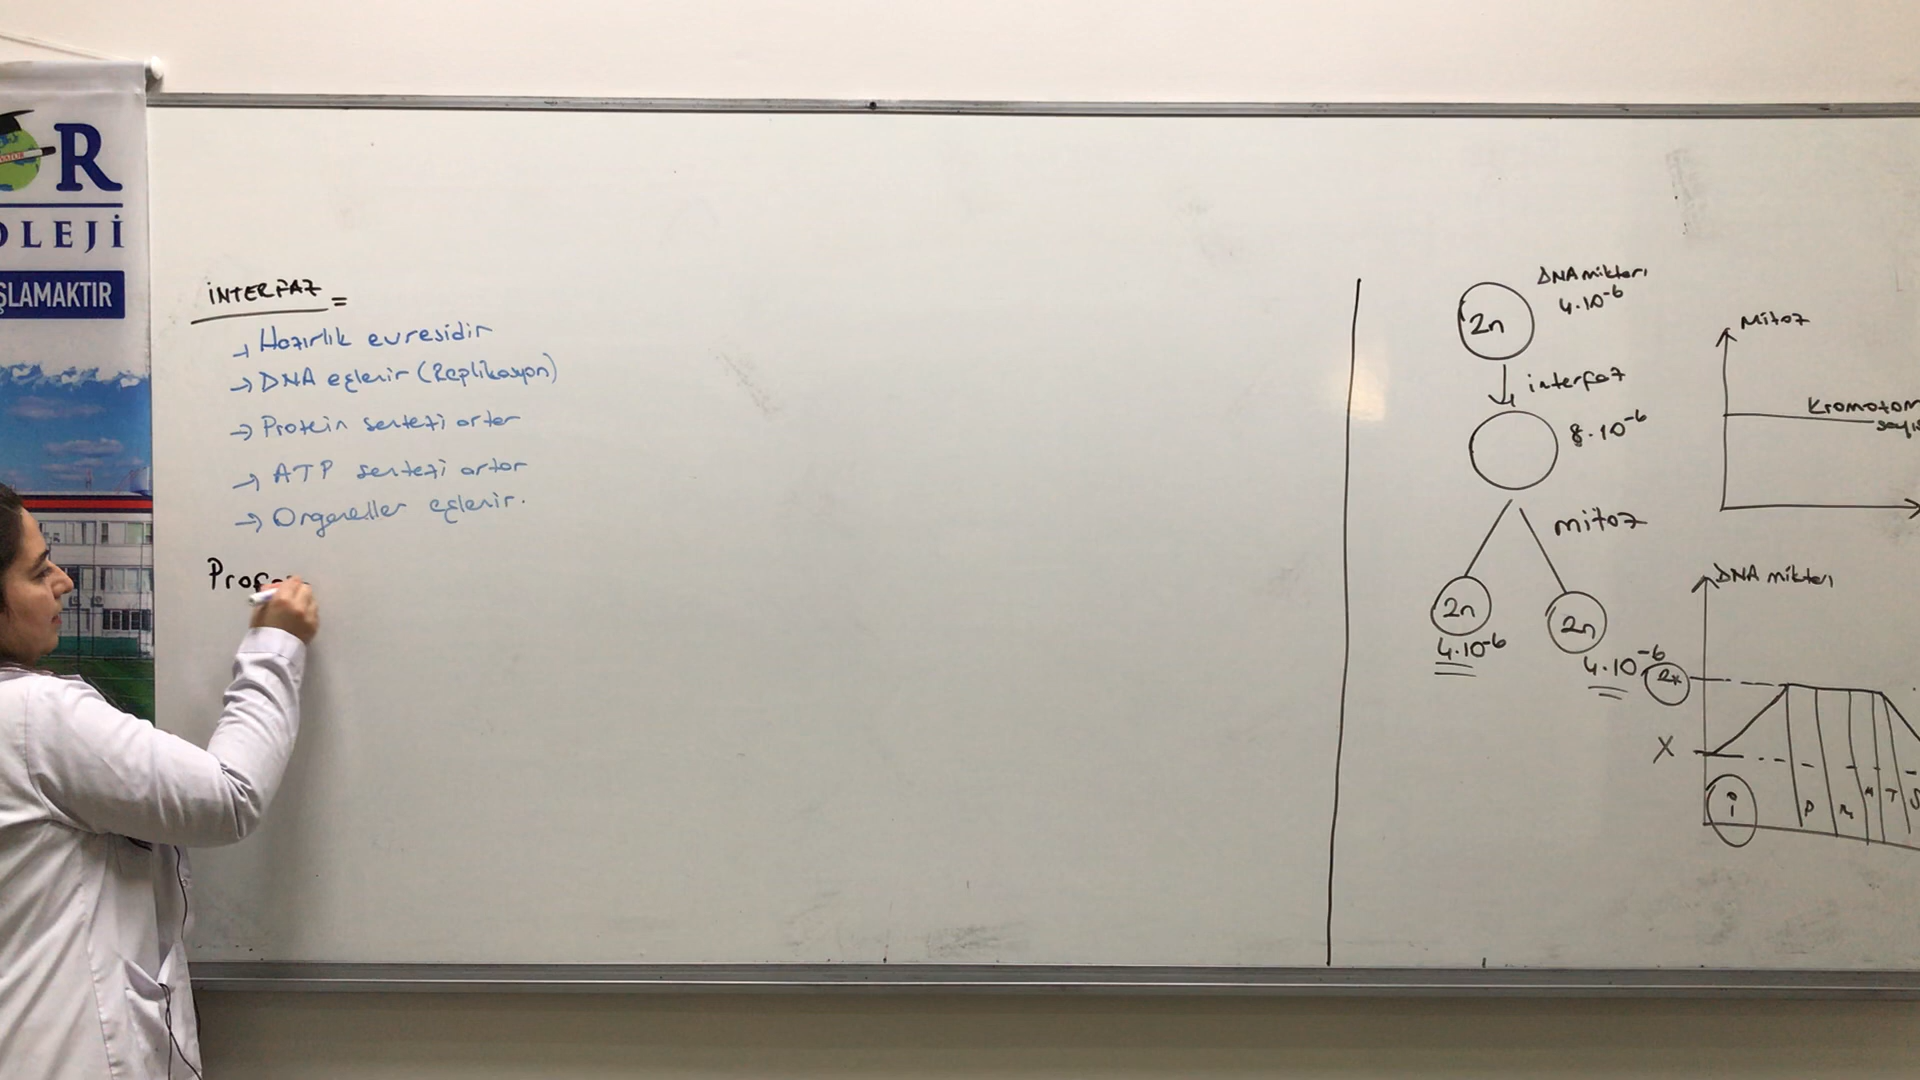 OR
OLEJİ
ŞLAMAKTIR
İNTERFAZ =
→ Hazırlık evresidir
→ DNA eşlenir (Replikasyon)
→ Protein sentezi artar
→ ATP sentezi artar
→ Organeller eşlenir.
Profa
DNA miktarı
4.10⁻⁶
2n
interfaz
8.10⁻⁶
mitoz
2n
2n
4.10⁻⁶
4.10⁻⁶
Mitoz
Kromozom
sayıs
DNA miktarı
2x
X
i
P
M
A
T
S